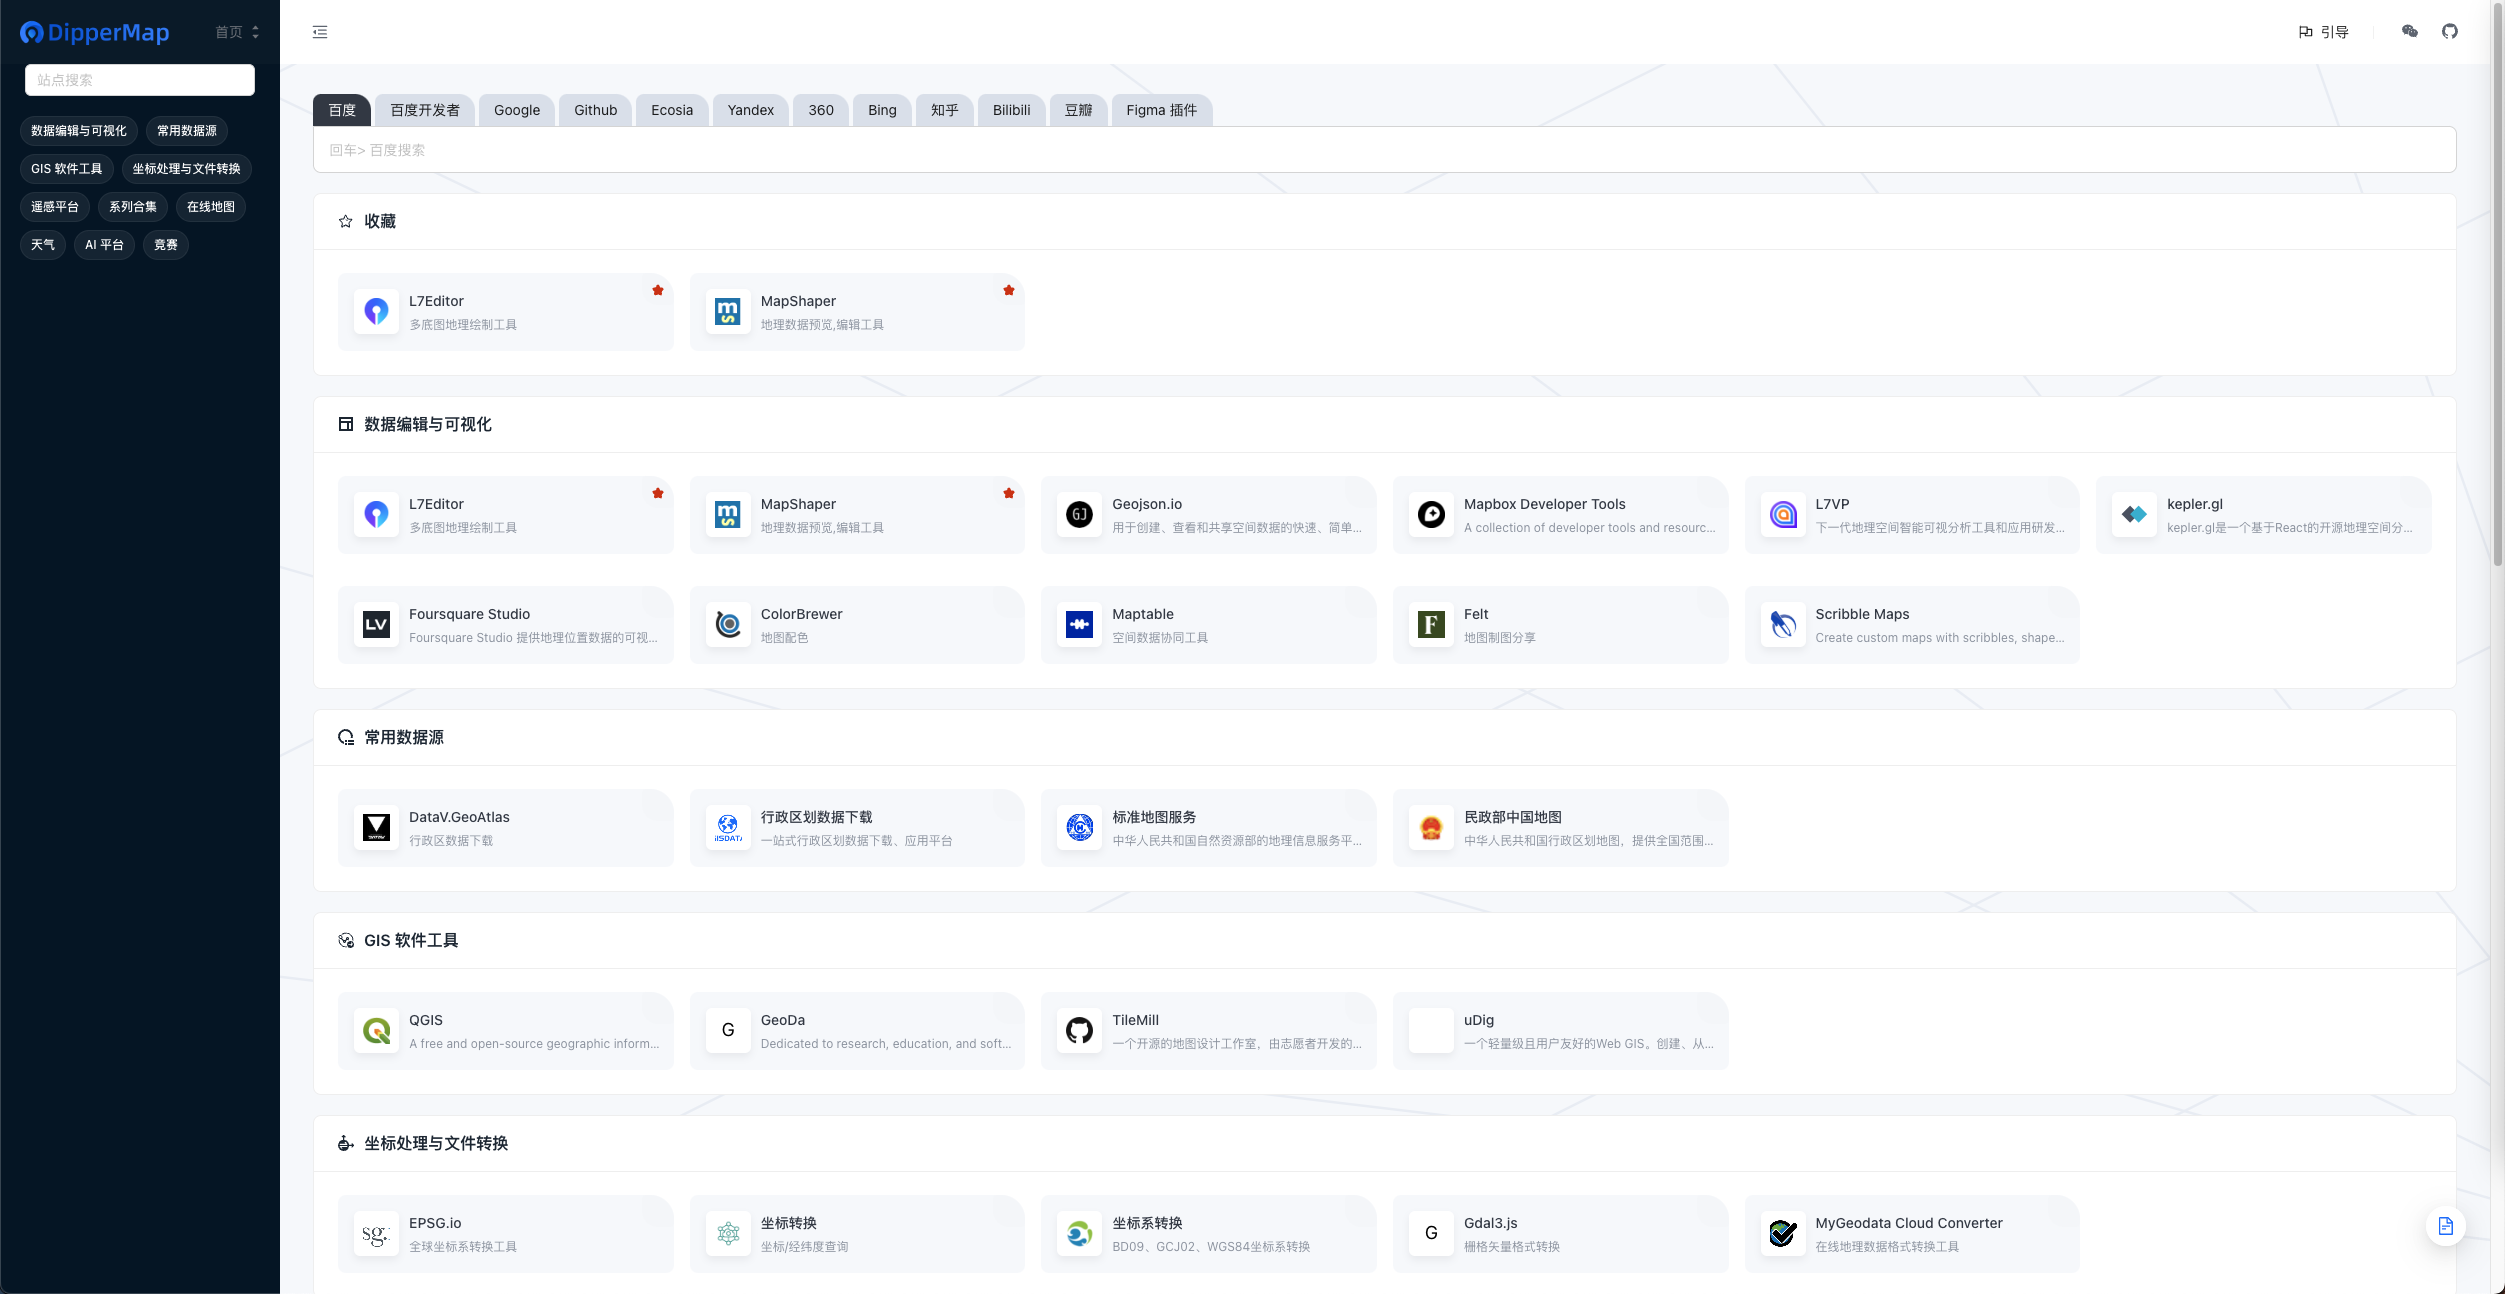 DipperMap
首页
站点搜索
数据编辑与可视化
常用数据源
GIS 软件工具
坐标处理与文件转换
遥感平台
系列合集
在线地图
天气
AI 平台
竞赛
引导
百度
百度开发者
Google
Github
Ecosia
Yandex
360
Bing
知乎
Bilibili
豆瓣
Figma 插件
回车> 百度搜索
收藏
L7Editor
多底图地理绘制工具
ms
MapShaper
地理数据预览,编辑工具
数据编辑与可视化
L7Editor
多底图地理绘制工具
ms
MapShaper
地理数据预览,编辑工具
GJ
Geojson.io
用于创建、查看和共享空间数据的快速、简单...
Mapbox Developer Tools
A collection of developer tools and resourc...
L7VP
下一代地理空间智能可视分析工具和应用研发...
kepler.gl
kepler.gl是一个基于React的开源地理空间分...
LV
Foursquare Studio
Foursquare Studio 提供地理位置数据的可视...
ColorBrewer
地图配色
Maptable
空间数据协同工具
F
Felt
地图制图分享
Scribble Maps
Create custom maps with scribbles, shape...
常用数据源
DataV.GeoAtlas
行政区数据下载
行政区划数据下载
一站式行政区划数据下载、应用平台
标准地图服务
中华人民共和国自然资源部的地理信息服务平...
民政部中国地图
中华人民共和国行政区划地图，提供全国范围...
GIS 软件工具
QGIS
A free and open-source geographic inform...
G
GeoDa
Dedicated to research, education, and soft...
TileMill
一个开源的地图设计工作室，由志愿者开发的...
uDig
一个轻量级且用户友好的Web GIS。创建、从...
坐标处理与文件转换
sg:
EPSG.io
全球坐标系转换工具
坐标转换
坐标/经纬度查询
坐标系转换
BD09、GCJ02、WGS84坐标系转换
G
Gdal3.js
栅格矢量格式转换
MyGeodata Cloud Converter
在线地理数据格式转换工具